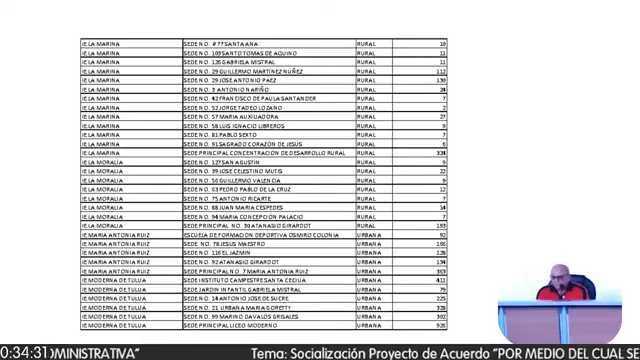 IE LA MARINA SEDE NO. #77 SANTA ANA RURAL 10
IE LA MARINA SEDE NO. 103 SANTO TOMAS DE AQUINO RURAL 11
IE LA MARINA SEDE NO. 126 GABRIELA MISTRAL RURAL 11
IE LA MARINA SEDE NO. 29 GUILLERMO MARTÍNEZ NÚÑEZ RURAL 112
IE LA MARINA SEDE NO. 29 JOSE ANTONIO PAEZ RURAL 130
IE LA MARINA SEDE NO. 3 ANTONIO NARIÑO RURAL 24
IE LA MARINA SEDE NO. 42 FRANCISCO DE PAULA SANTANDER RURAL 7
IE LA MARINA SEDE NO. 52 JORGE TADEO LOZANO RURAL 2
IE LA MARINA SEDE NO. 57 MARIA AUXILIADORA RURAL 27
IE LA MARINA SEDE NO. 58 LUIS IGNACIO LIBREROS RURAL 9
IE LA MARINA SEDE NO. 81 PABLO SEXTO RURAL 7
IE LA MARINA SEDE NO. 91 SAGRADO CORAZÓN DE JESUS RURAL 6
IE LA MARINA SEDE PRINCIPAL CONCENTRACION DE DESARROLLO RURAL RURAL 334
IE LA MORALIA SEDE NO. 127 SAN AGUSTÍN RURAL 9
IE LA MORALIA SEDE NO. 39 JOSE CELESTINO MUTIS RURAL 22
IE LA MORALIA SEDE NO. 56 GUILLERMO VALENCIA RURAL 9
IE LA MORALIA SEDE NO. 63 PEDRO PABLO DE LA CRUZ RURAL 12
IE LA MORALIA SEDE NO. 75 ANTONIO RICARTE RURAL 7
IE LA MORALIA SEDE NO. 88 JUAN MARIA CÉSPEDES RURAL 14
IE LA MORALIA SEDE NO. 94 MARIA CONCEPCIÓN PALACIO RURAL 7
IE LA MORALIA SEDE PRINCIPAL NO. 30 ATANASIO GIRARDOT RURAL 193
IE MARIA ANTONIA RUIZ ESCUELA DE FORMACION DEPORTIVA OSMIRO COLONIA URBANA 92
IE MARIA ANTONIA RUIZ SEDE NO. 78 JESUS MAESTRO URBANA 166
IE MARIA ANTONIA RUIZ SEDE NO. 116 EL JAZMIN URBANA 128
IE MARIA ANTONIA RUIZ SEDE NO. 92 ATANASIO GIRARDOT URBANA 134
IE MARIA ANTONIA RUIZ SEDE PRINCIPAL NO. 7 MARIA ANTONIA RUIZ URBANA 363
IE MODERNA DE TULUA SEDE INSTITUTO CAMPESTRE SANTA CECILIA URBANA 411
IE MODERNA DE TULUA SEDE JARDIN INFANTIL GABRIELA MISTRAL URBANA 79
IE MODERNA DE TULUA SEDE NO. 14 ANTONIO JOSE DE SUCRE URBANA 225
IE MODERNA DE TULUA SEDE NO. 21 URBANA MARIA GORETTY URBANA 328
IE MODERNA DE TULUA SEDE NO. 99 MARINO DAVALOS GRISALES URBANA 302
IE MODERNA DE TULUA SEDE PRINCIPAL LICEO MODERNO URBANA 926
0:34:31 DMINISTRATIVA" Tema: Socialización Proyecto de Acuerdo "POR MEDIO DEL CUAL SE